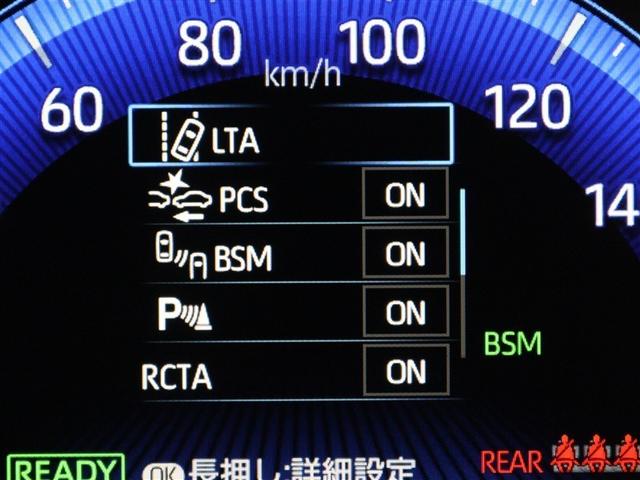 80 100
km/h
60 120
LTA
PCS ON
14
BSM ON
P ON
BSM
RCTA ON
REAR
READY OK 長押し:詳細設定